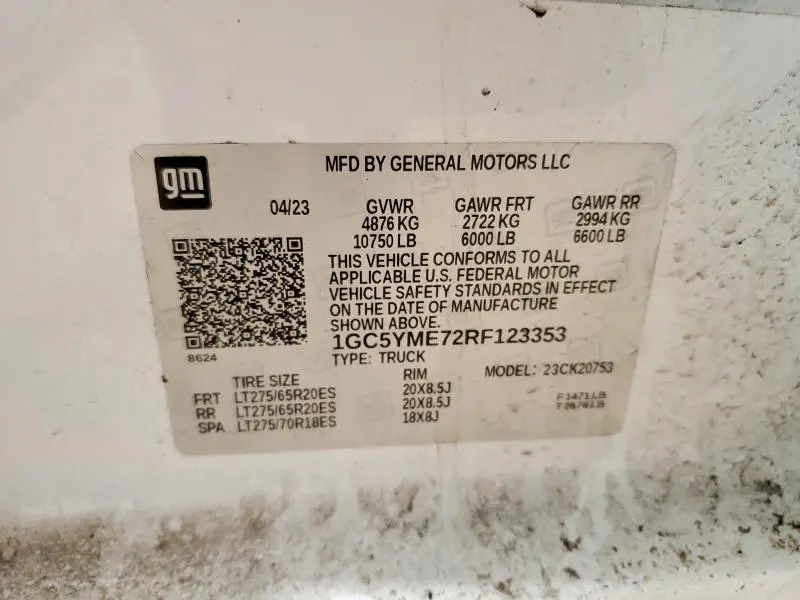 gm
MFD BY GENERAL MOTORS LLC
04/23 GVWR GAWR FRT GAWR RR
4876 KG 2722 KG 2994 KG
10750 LB 6000 LB 6600 LB
THIS VEHICLE CONFORMS TO ALL
APPLICABLE U.S. FEDERAL MOTOR
VEHICLE SAFETY STANDARDS IN EFFECT
ON THE DATE OF MANUFACTURE
SHOWN ABOVE.
8624
1GC5YME72RF123353
TYPE: TRUCK
MODEL: 23CK20753
TIRE SIZE RIM
FRT LT275/65R20ES 20X8.5J
RR LT275/65R20ES 20X8.5J
SPA LT275/70R18ES 18X8J
F1471LB